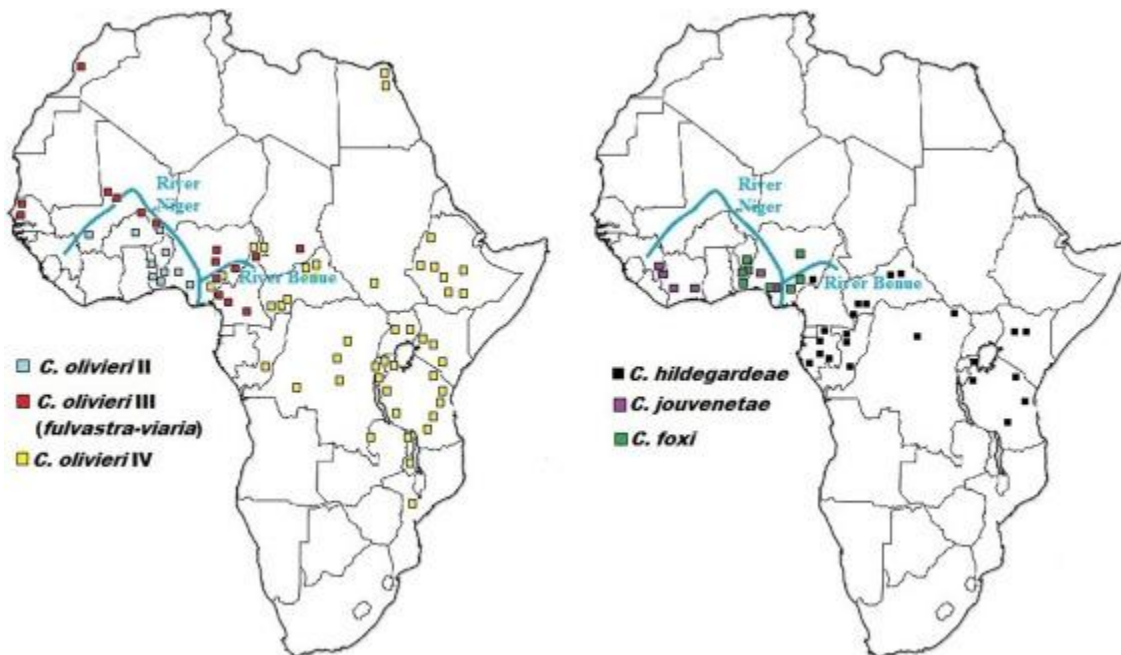 River
Niger
River Benue
C. olivieri II
C. olivieri III
(fulvastra-viaria)
C. olivieri IV
River
Niger
River Benue
C. hildegardeae
C. jouvenetae
C. foxi